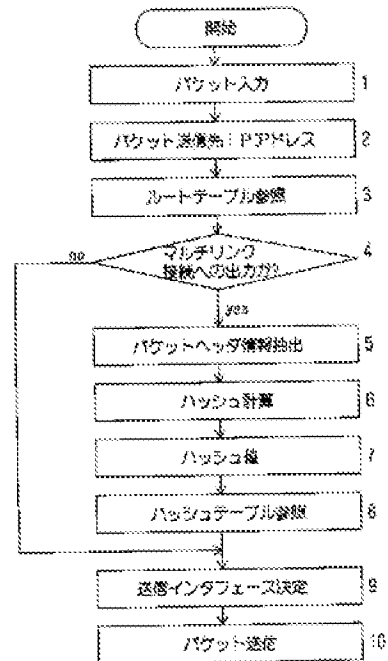 開始
パケット入力 1
パケット送信先IPアドレス 2
ルートテーブル参照 3
マルチリンク 4
接続への出力か?
no
yes
パケットヘッダ情報抽出 5
ハッシュ計算 6
ハッシュ値 7
ハッシュテーブル参照 8
送信インタフェース決定 9
パケット送信 10